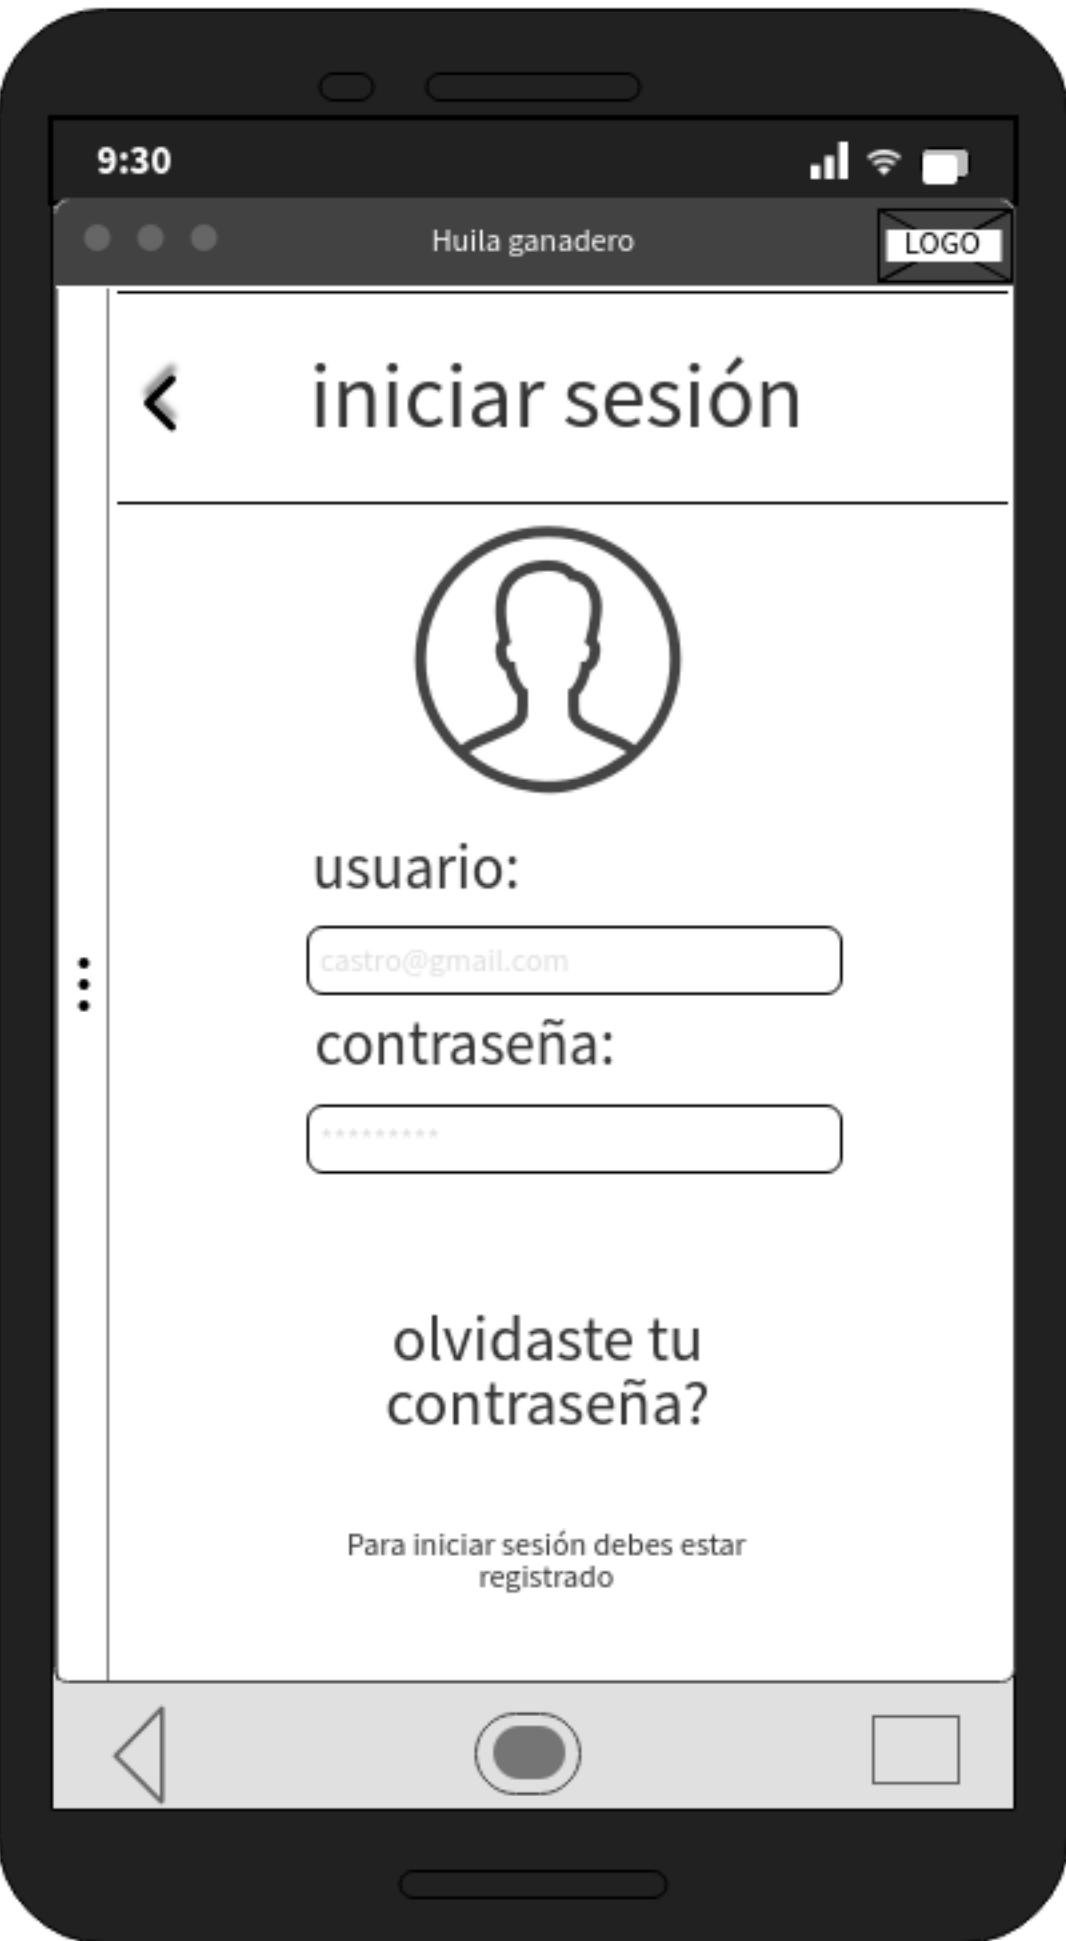 9:30
Huila ganadero
LOGO
iniciar sesión
usuario:
castro@gmail.com
contraseña:
*********
olvidaste tu
contraseña?
Para iniciar sesión debes estar
registrado